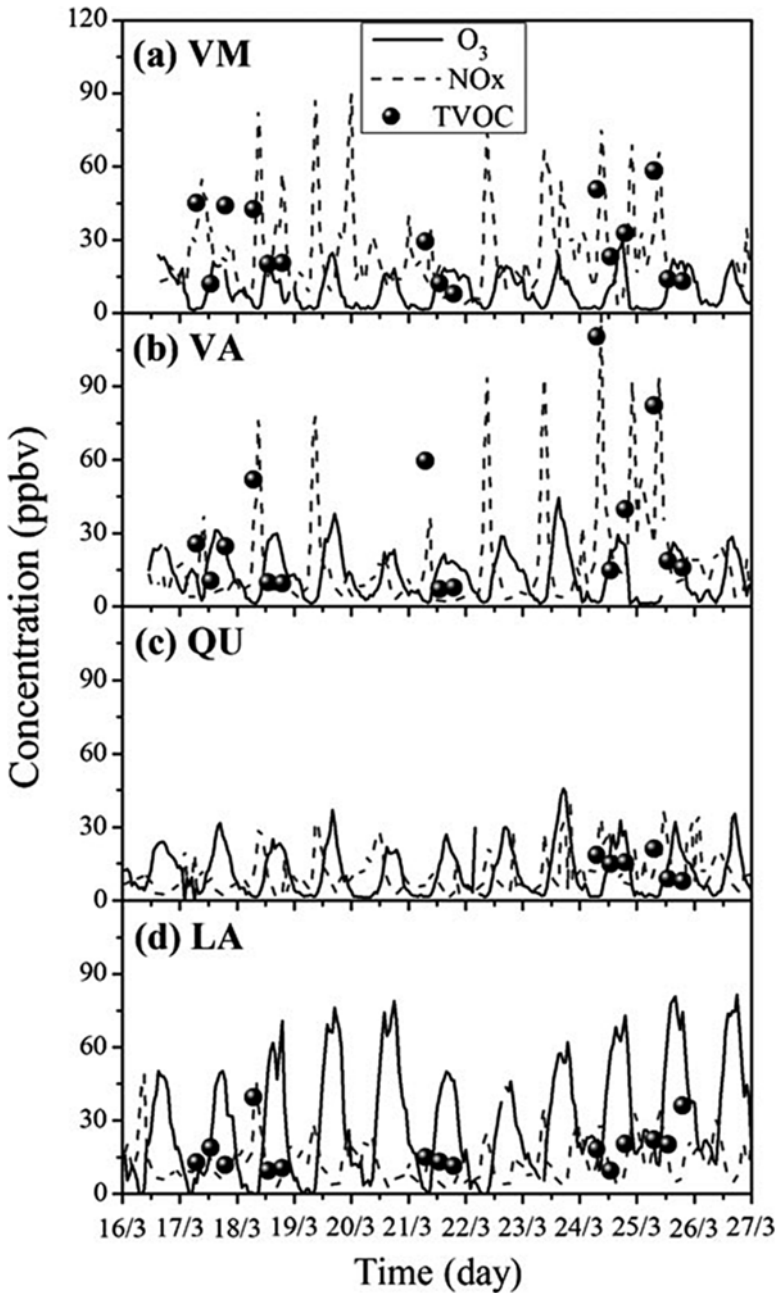 120
90
60
30
0
(a) VM
O3
NOx
TVOC
90
60
30
0
(b) VA
90
60
30
0
(c) QU
90
60
30
0
(d) LA
Concentration (ppbv)
16/3 17/3 18/3 19/3 20/3 21/3 22/3 23/3 24/3 25/3 26/3 27/3
Time (day)